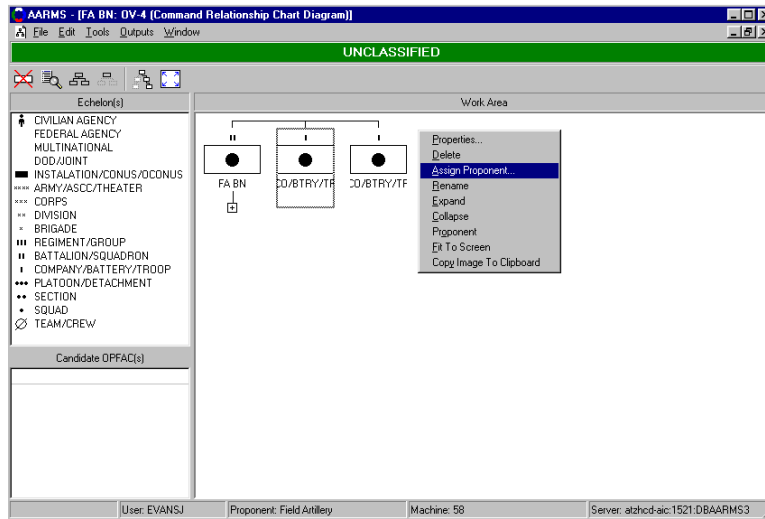 AARMS - [FA BN: OV-4 (Command Relationship Chart Diagram)]
File Edit Tools Outputs Window
UNCLASSIFIED
Echelon(s)
Work Area
CIVILIAN AGENCY
FEDERAL AGENCY
MULTINATIONAL
DOD/JOINT
INSTALATION/CONUS/OCONUS
ARMY/ASCC/THEATER
CORPS
DIVISION
BRIGADE
REGIMENT/GROUP
BATTALION/SQUADRON
COMPANY/BATTERY/TROOP
PLATOON/DETACHMENT
SECTION
SQUAD
TEAM/CREW
FA BN
CO/BTRY/TF
CO/BTRY/TF
Properties...
Delete
Assign Proponent...
Rename
Expand
Collapse
Proponent
Fit To Screen
Copy Image To Clipboard
Candidate OPFAC(s)
User: EVANSJ
Proponent: Field Artillery
Machine: 58
Server: atzhcd-aic:1521:DBAARMS3